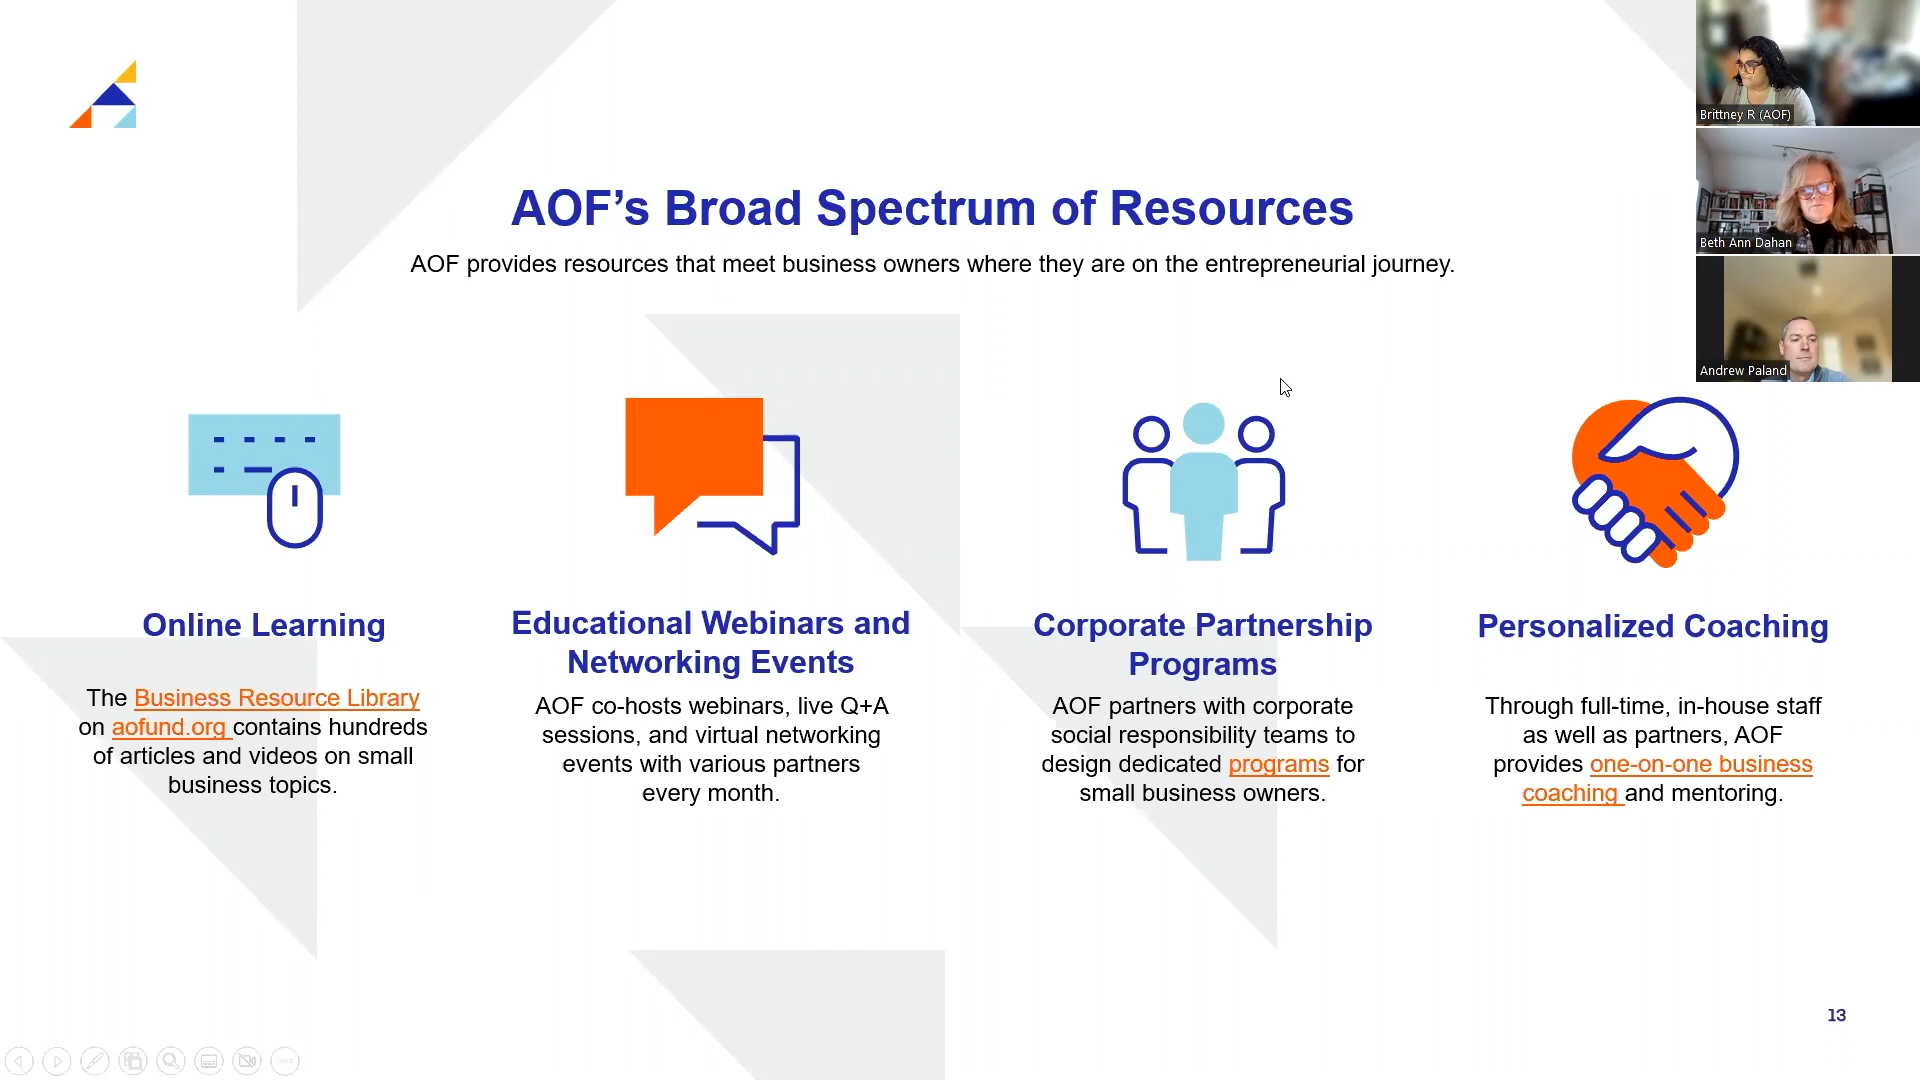 AOF’s Broad Spectrum of Resources
AOF provides resources that meet business owners where they are on the entrepreneurial journey.
Brittney R (AOF)
Beth Ann Dahan
Andrew Paland
Online Learning
The Business Resource Library
on aofund.org contains hundreds
of articles and videos on small
business topics.
Educational Webinars and
Networking Events
AOF co-hosts webinars, live Q+A
sessions, and virtual networking
events with various partners
every month.
Corporate Partnership
Programs
AOF partners with corporate
social responsibility teams to
design dedicated programs for
small business owners.
Personalized Coaching
Through full-time, in-house staff
as well as partners, AOF
provides one-on-one business
coaching and mentoring.
13